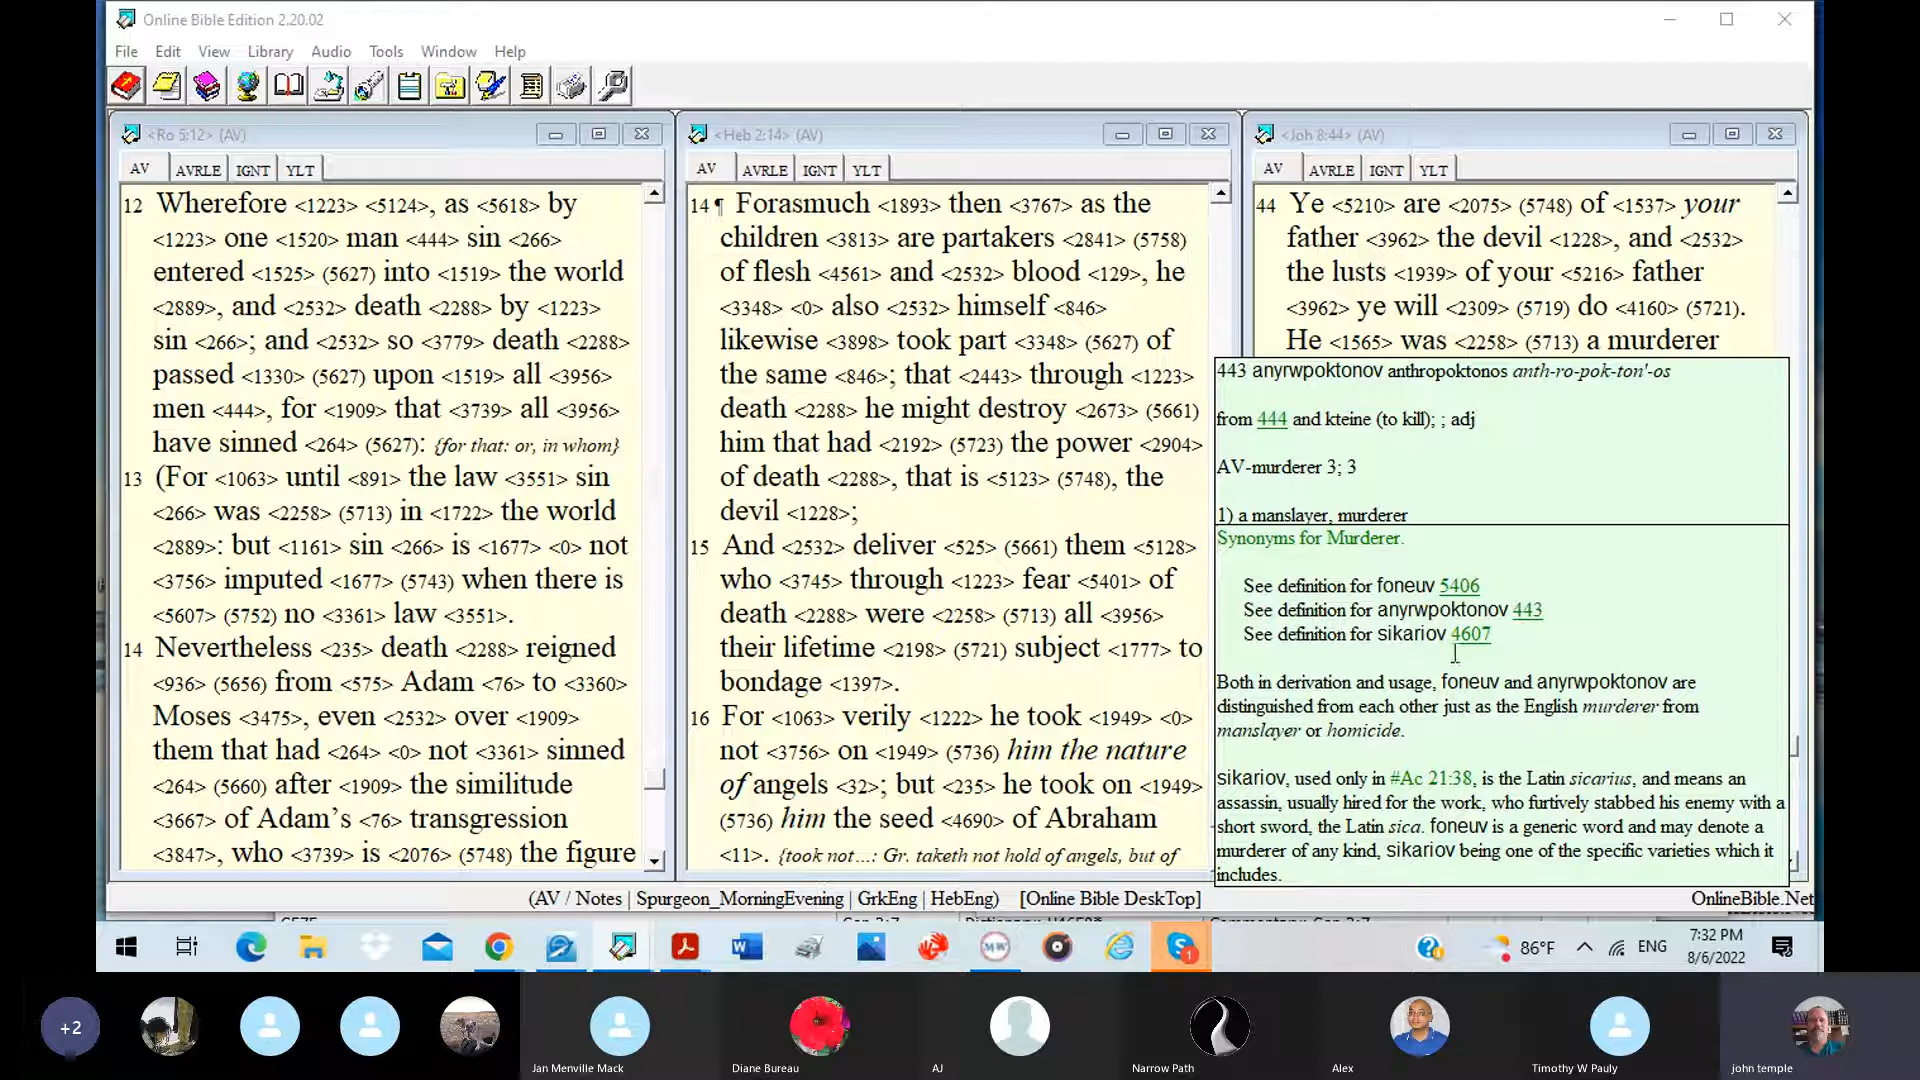 Online Bible Edition 2.20.02
File Edit View Library Audio Tools Window Help
<Ro 5:12> (AV)
AV AVRLE IGNT YLT
12 Wherefore <1223> <5124>, as <5618> by
<1223> one <1520> man <444> sin <266>
entered <1525> (5627) into <1519> the world
<2889>, and <2532> death <2288> by <1223>
sin <266>; and <2532> so <3779> death <2288>
passed <1330> (5627) upon <1519> all <3956>
men <444>, for <1909> that <3739> all <3956>
have sinned <264> (5627): {for that: or, in whom}
13 (For <1063> until <891> the law <3551> sin
<266> was <2258> (5713) in <1722> the world
<2889>: but <1161> sin <266> is <1677> <0> not
<3756> imputed <1677> (5743) when there is
<5607> (5752) no <3361> law <3551>.
14 Nevertheless <235> death <2288> reigned
<936> (5656) from <575> Adam <76> to <3360>
Moses <3475>, even <2532> over <1909>
them that had <264> <0> not <3361> sinned
<264> (5660) after <1909> the similitude
<3667> of Adam’s <76> transgression
<3847>, who <3739> is <2076> (5748) the figure
<Heb 2:14> (AV)
AV AVRLE IGNT YLT
14 ¶ Forasmuch <1893> then <3767> as the
children <3813> are partakers <2841> (5758)
of flesh <4561> and <2532> blood <129>, he
<3348> <0> also <2532> himself <846>
likewise <3898> took part <3348> (5627) of
the same <846>; that <2443> through <1223>
death <2288> he might destroy <2673> (5661)
him that had <2192> (5723) the power <2904>
of death <2288>, that is <5123> (5748), the
devil <1228>;
15 And <2532> deliver <525> (5661) them <5128>
who <3745> through <1223> fear <5401> of
death <2288> were <2258> (5713) all <3956>
their lifetime <2198> (5721) subject <1777> to
bondage <1397>.
16 For <1063> verily <1222> he took <1949> <0>
not <3756> on <1949> (5736) him the nature
of angels <32>; but <235> he took on <1949>
(5736) him the seed <4690> of Abraham
<11>. {took not...: Gr. taketh not hold of angels, but of
<Joh 8:44> (AV)
AV AVRLE IGNT YLT
44 Ye <5210> are <2075> (5748) of <1537> your
father <3962> the devil <1228>, and <2532>
the lusts <1939> of your <5216> father
<3962> ye will <2309> (5719) do <4160> (5721).
He <1565> was <2258> (5713) a murderer
443 anyrwpoktonov anthropoktonos anth-ro-pok-ton'-os
from 444 and kteine (to kill); ; adj
AV-murderer 3; 3
1) a manslayer, murderer
Synonyms for Murderer.
See definition for foneuv 5406
See definition for anyrwpoktonov 443
See definition for sikariov 4607
Both in derivation and usage, foneuv and anyrwpoktonov are
distinguished from each other just as the English murderer from
manslayer or homicide.
sikariov, used only in #Ac 21:38, is the Latin sicarius, and means an
assassin, usually hired for the work, who furtively stabbed his enemy with a
short sword, the Latin sica. foneuv is a generic word and may denote a
murderer of any kind, sikariov being one of the specific varieties which it
includes.
(AV / Notes | Spurgeon_MorningEvening | GrkEng | HebEng) [Online Bible DeskTop] OnlineBible.Net
86°F ENG 7:32 PM
8/6/2022
+2
Jan Menville Mack Diane Bureau AJ Narrow Path Alex Timothy W Pauly john temple